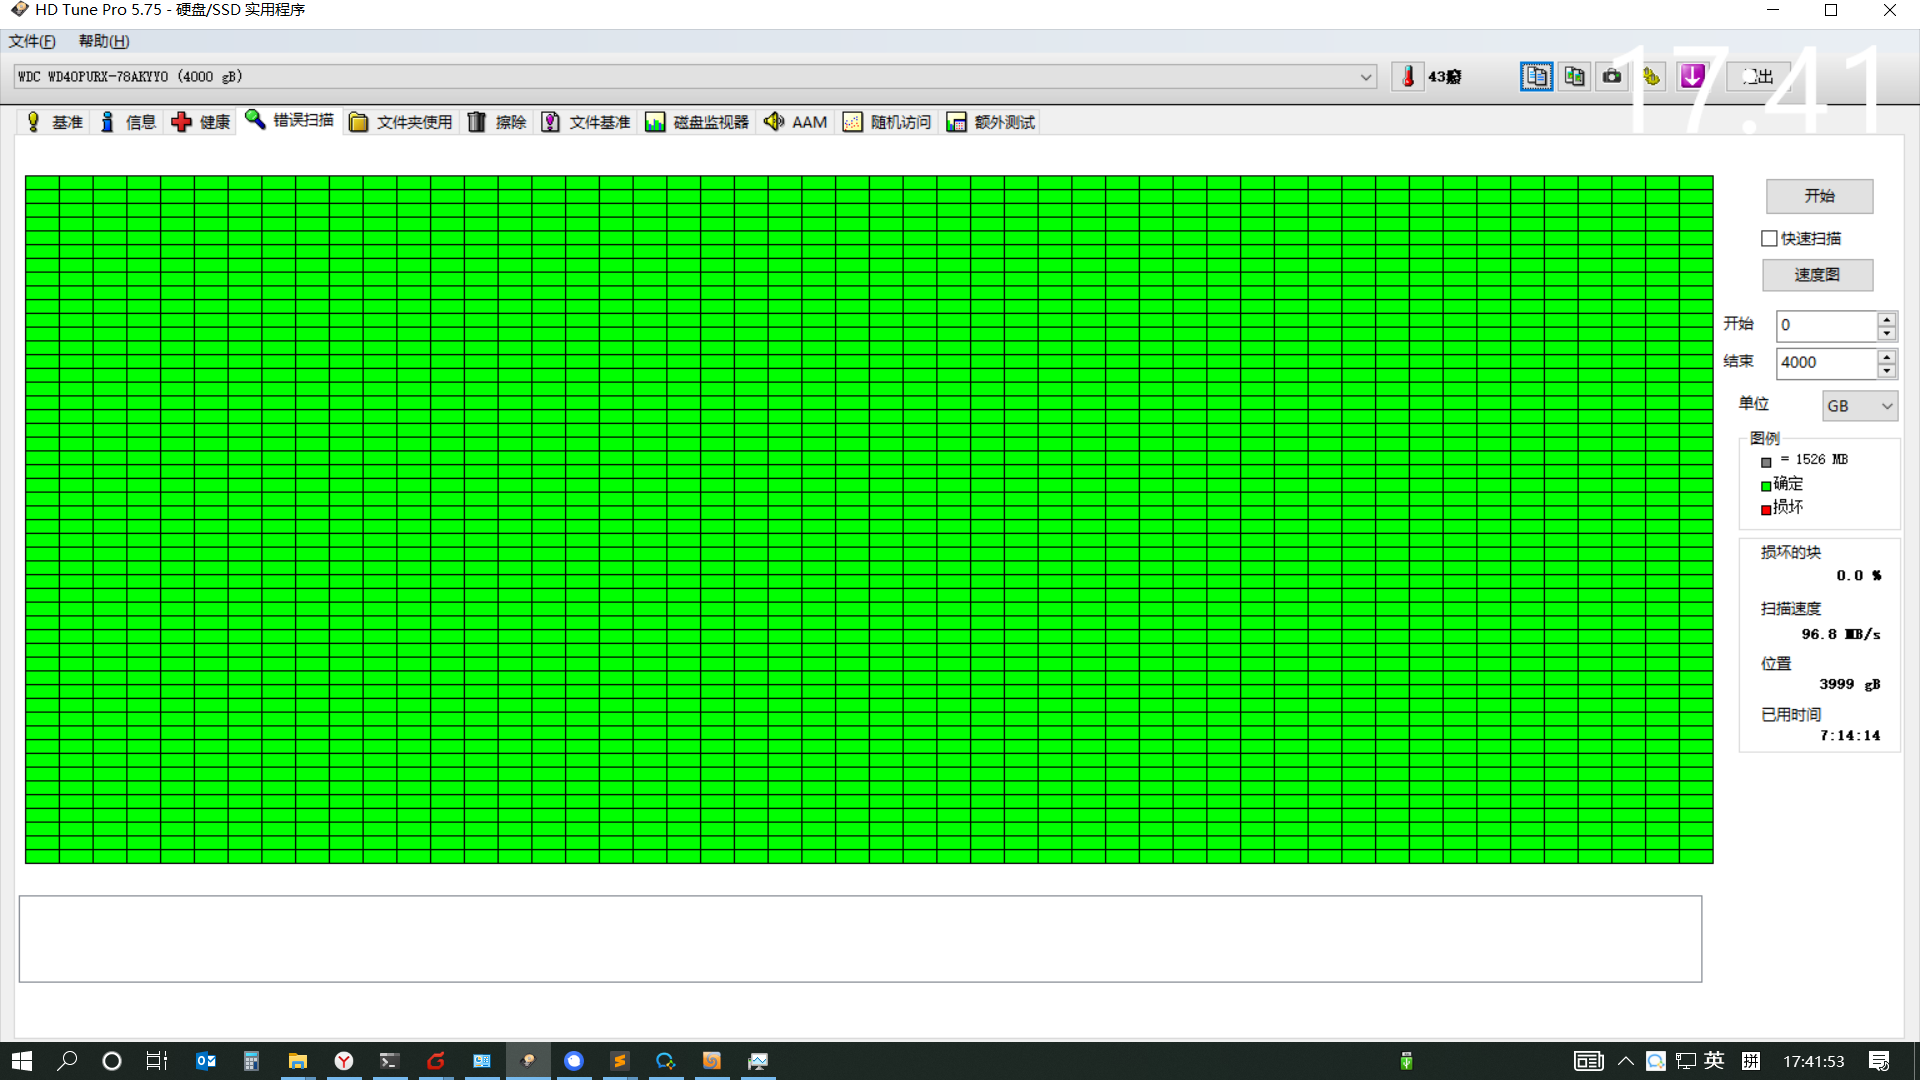 HD Tune Pro 5.75 - 硬盘/SSD 实用程序
文件(F) 帮助(H)
WDC WD40PURX-78AKYY0 (4000 gB)
43癈
出
17.41
基准 信息 健康 错误扫描 文件夹使用 擦除 文件基准 磁盘监视器 AAM 随机访问 额外测试
开始
快速扫描
速度图
开始 0
结束 4000
单位 GB
图例
= 1526 MB
确定
损坏
损坏的块
0.0 %
扫描速度
96.8 MB/s
位置
3999 gB
已用时间
7:14:14
英 拼 17:41:53